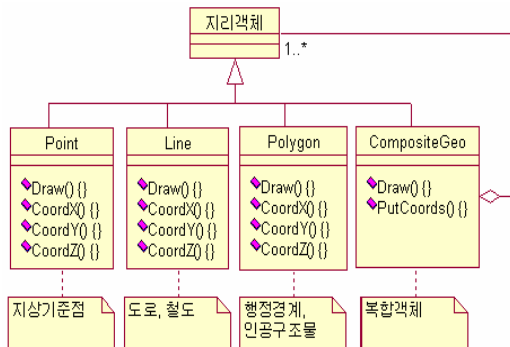 지리객체
1..*
Point
Draw() {}
CoordX() {}
CoordY() {}
CoordZ() {}
Line
Draw() {}
CoordX() {}
CoordY() {}
CoordZ() {}
Polygon
Draw() {}
CoordX() {}
CoordY() {}
CoordZ() {}
CompositeGeo
Draw() {}
PutCoords() {}
지상기준점
도로, 철도
행정경계,
인공구조물
복합객체